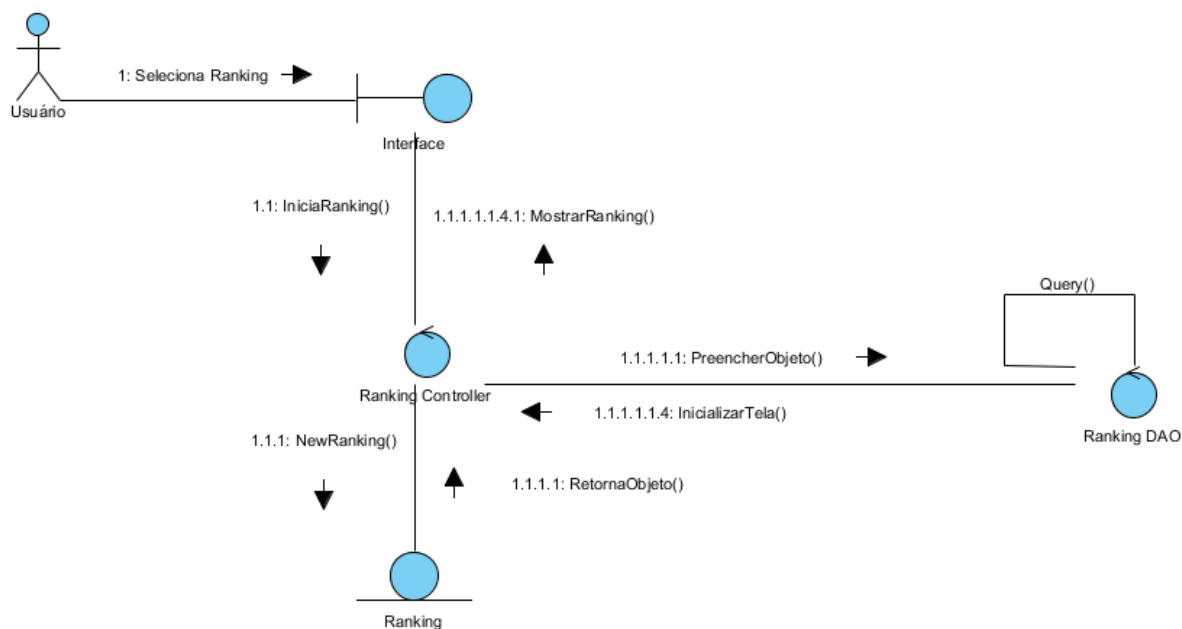 1: Seleciona Ranking
Usuário
Interface
1.1: IniciaRanking()
1.1.1.1.1.4.1: MostrarRanking()
Query()
1.1.1.1.1: PreencherObjeto()
Ranking Controller
1.1.1.1.1.4: InicializarTela()
Ranking DAO
1.1.1: NewRanking()
1.1.1.1: RetornaObjeto()
Ranking